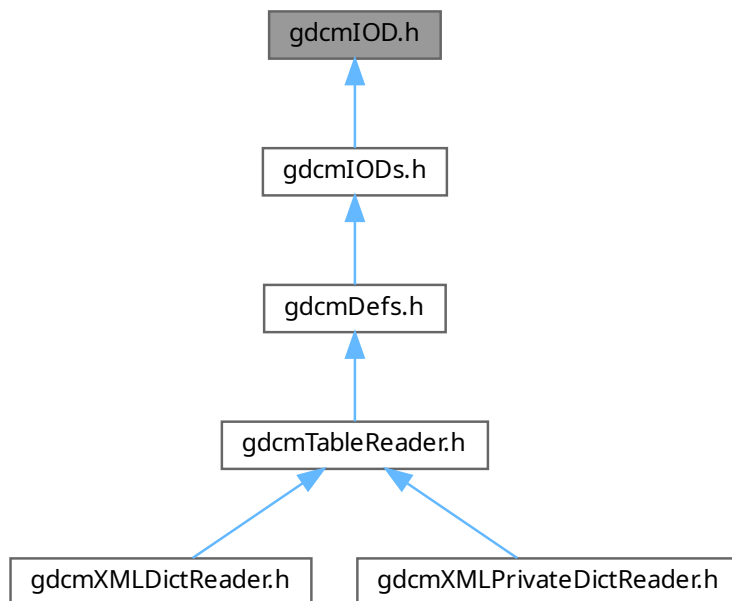 gdcmIOD.h
gdcmIODs.h
gdcmDefs.h
gdcmTableReader.h
gdcmXMLDictReader.h
gdcmXMLPrivateDictReader.h